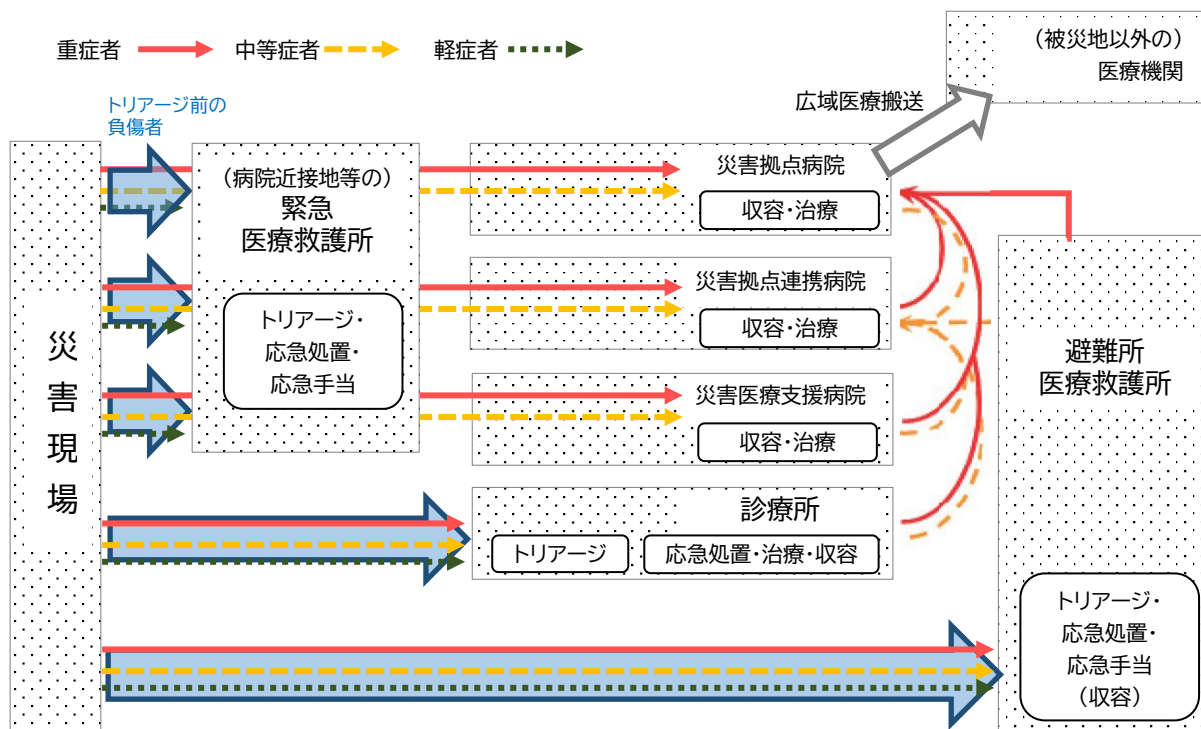 重症者
中等症者
軽症者
(被災地以外の)
医療機関
広域医療搬送
トリアージ前の
負傷者
災害現場
(病院近接地等の)
緊急
医療救護所
トリアージ・
応急処置・
応急手当
災害拠点病院
収容・治療
災害拠点連携病院
収容・治療
災害医療支援病院
収容・治療
診療所
トリアージ
応急処置・治療・収容
避難所
医療救護所
トリアージ・
応急処置・
応急手当
(収容)